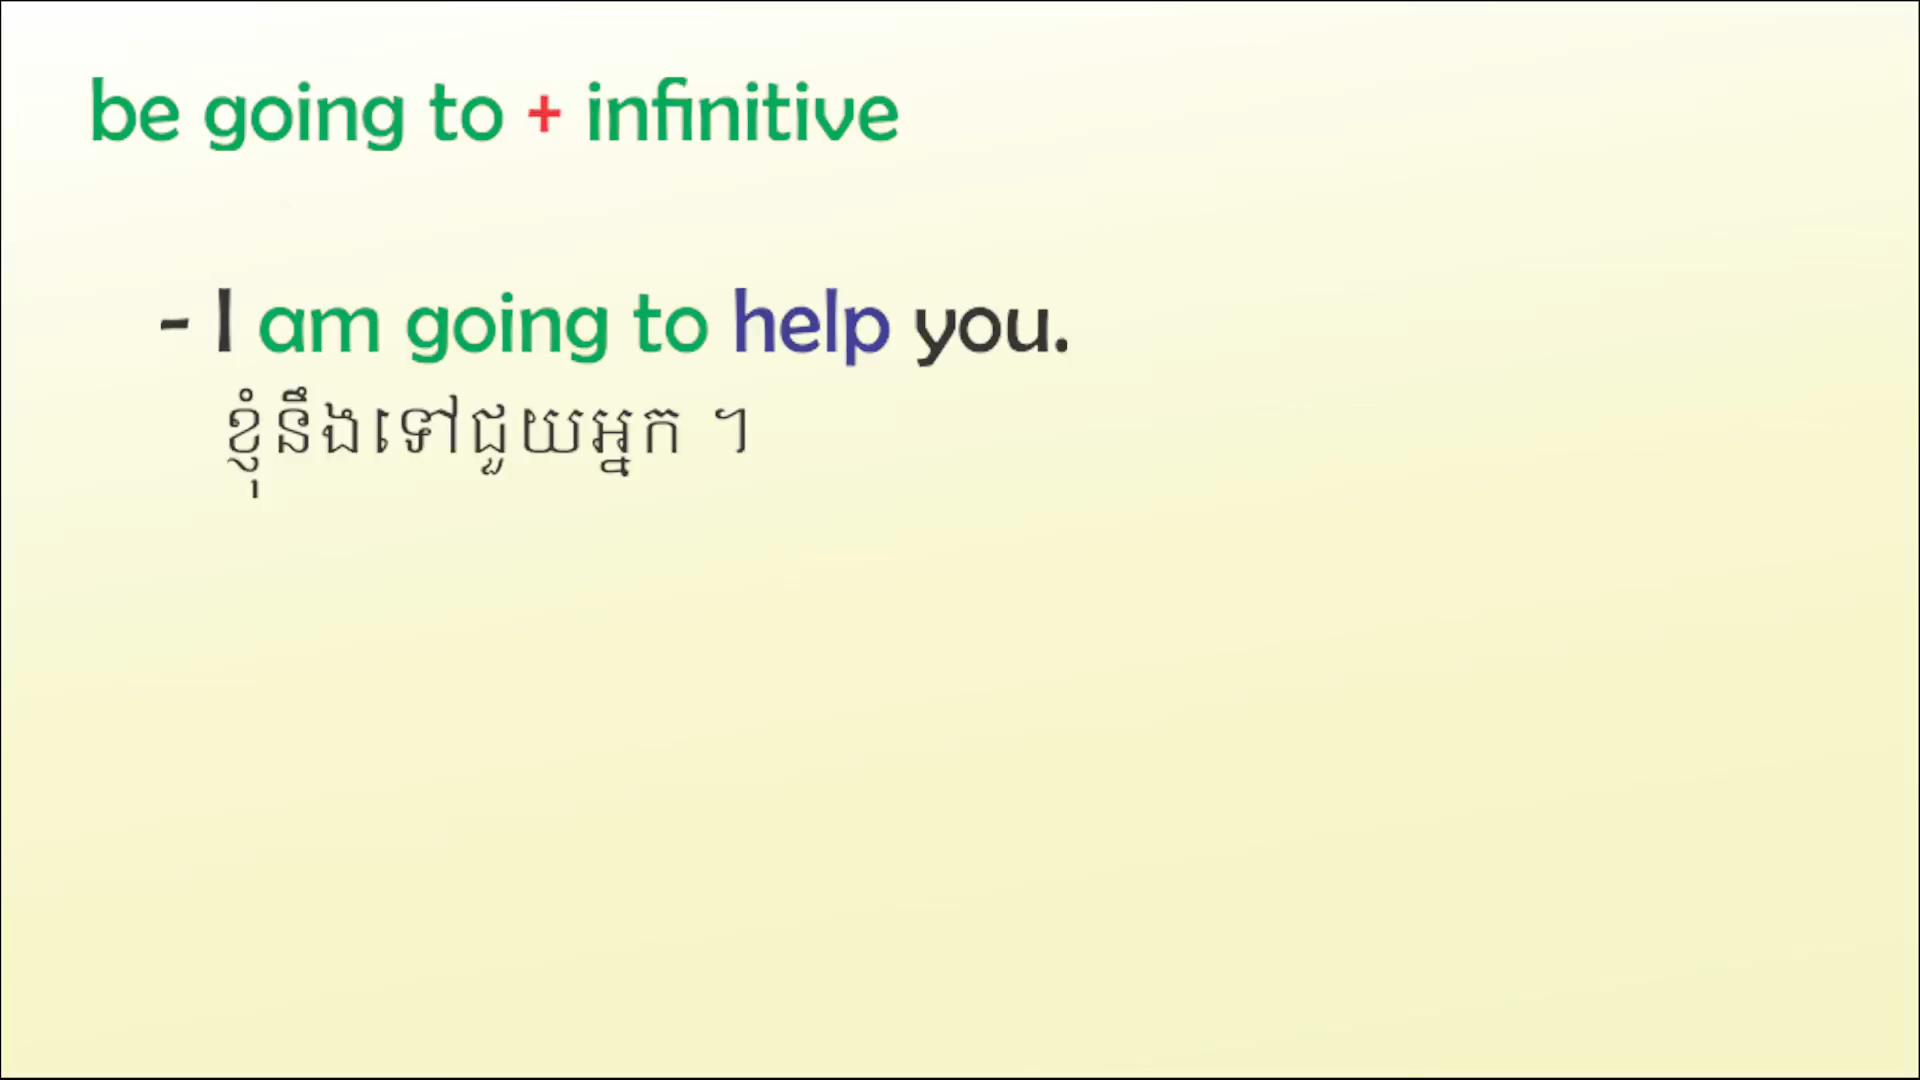 be going to + infinitive
- I am going to help you.
ខ្ញុំនឹងទៅជួយអ្នក ។